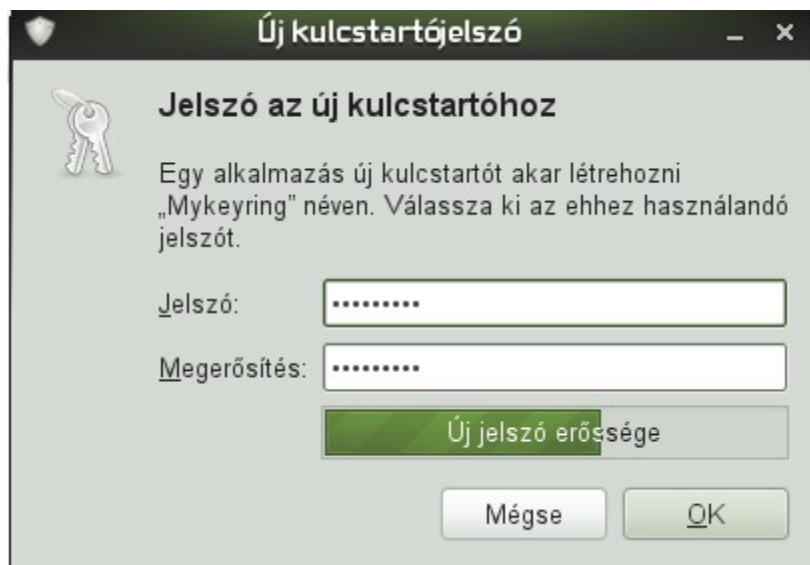 Új kulcstartójelszó
Jelszó az új kulcstartóhoz
Egy alkalmazás új kulcstartót akar létrehozni
„Mykeyring” néven. Válassza ki az ehhez használandó
jelszót.
Jelszó: •••••••••
Megerősítés: •••••••••
Új jelszó erőssége
Mégse OK